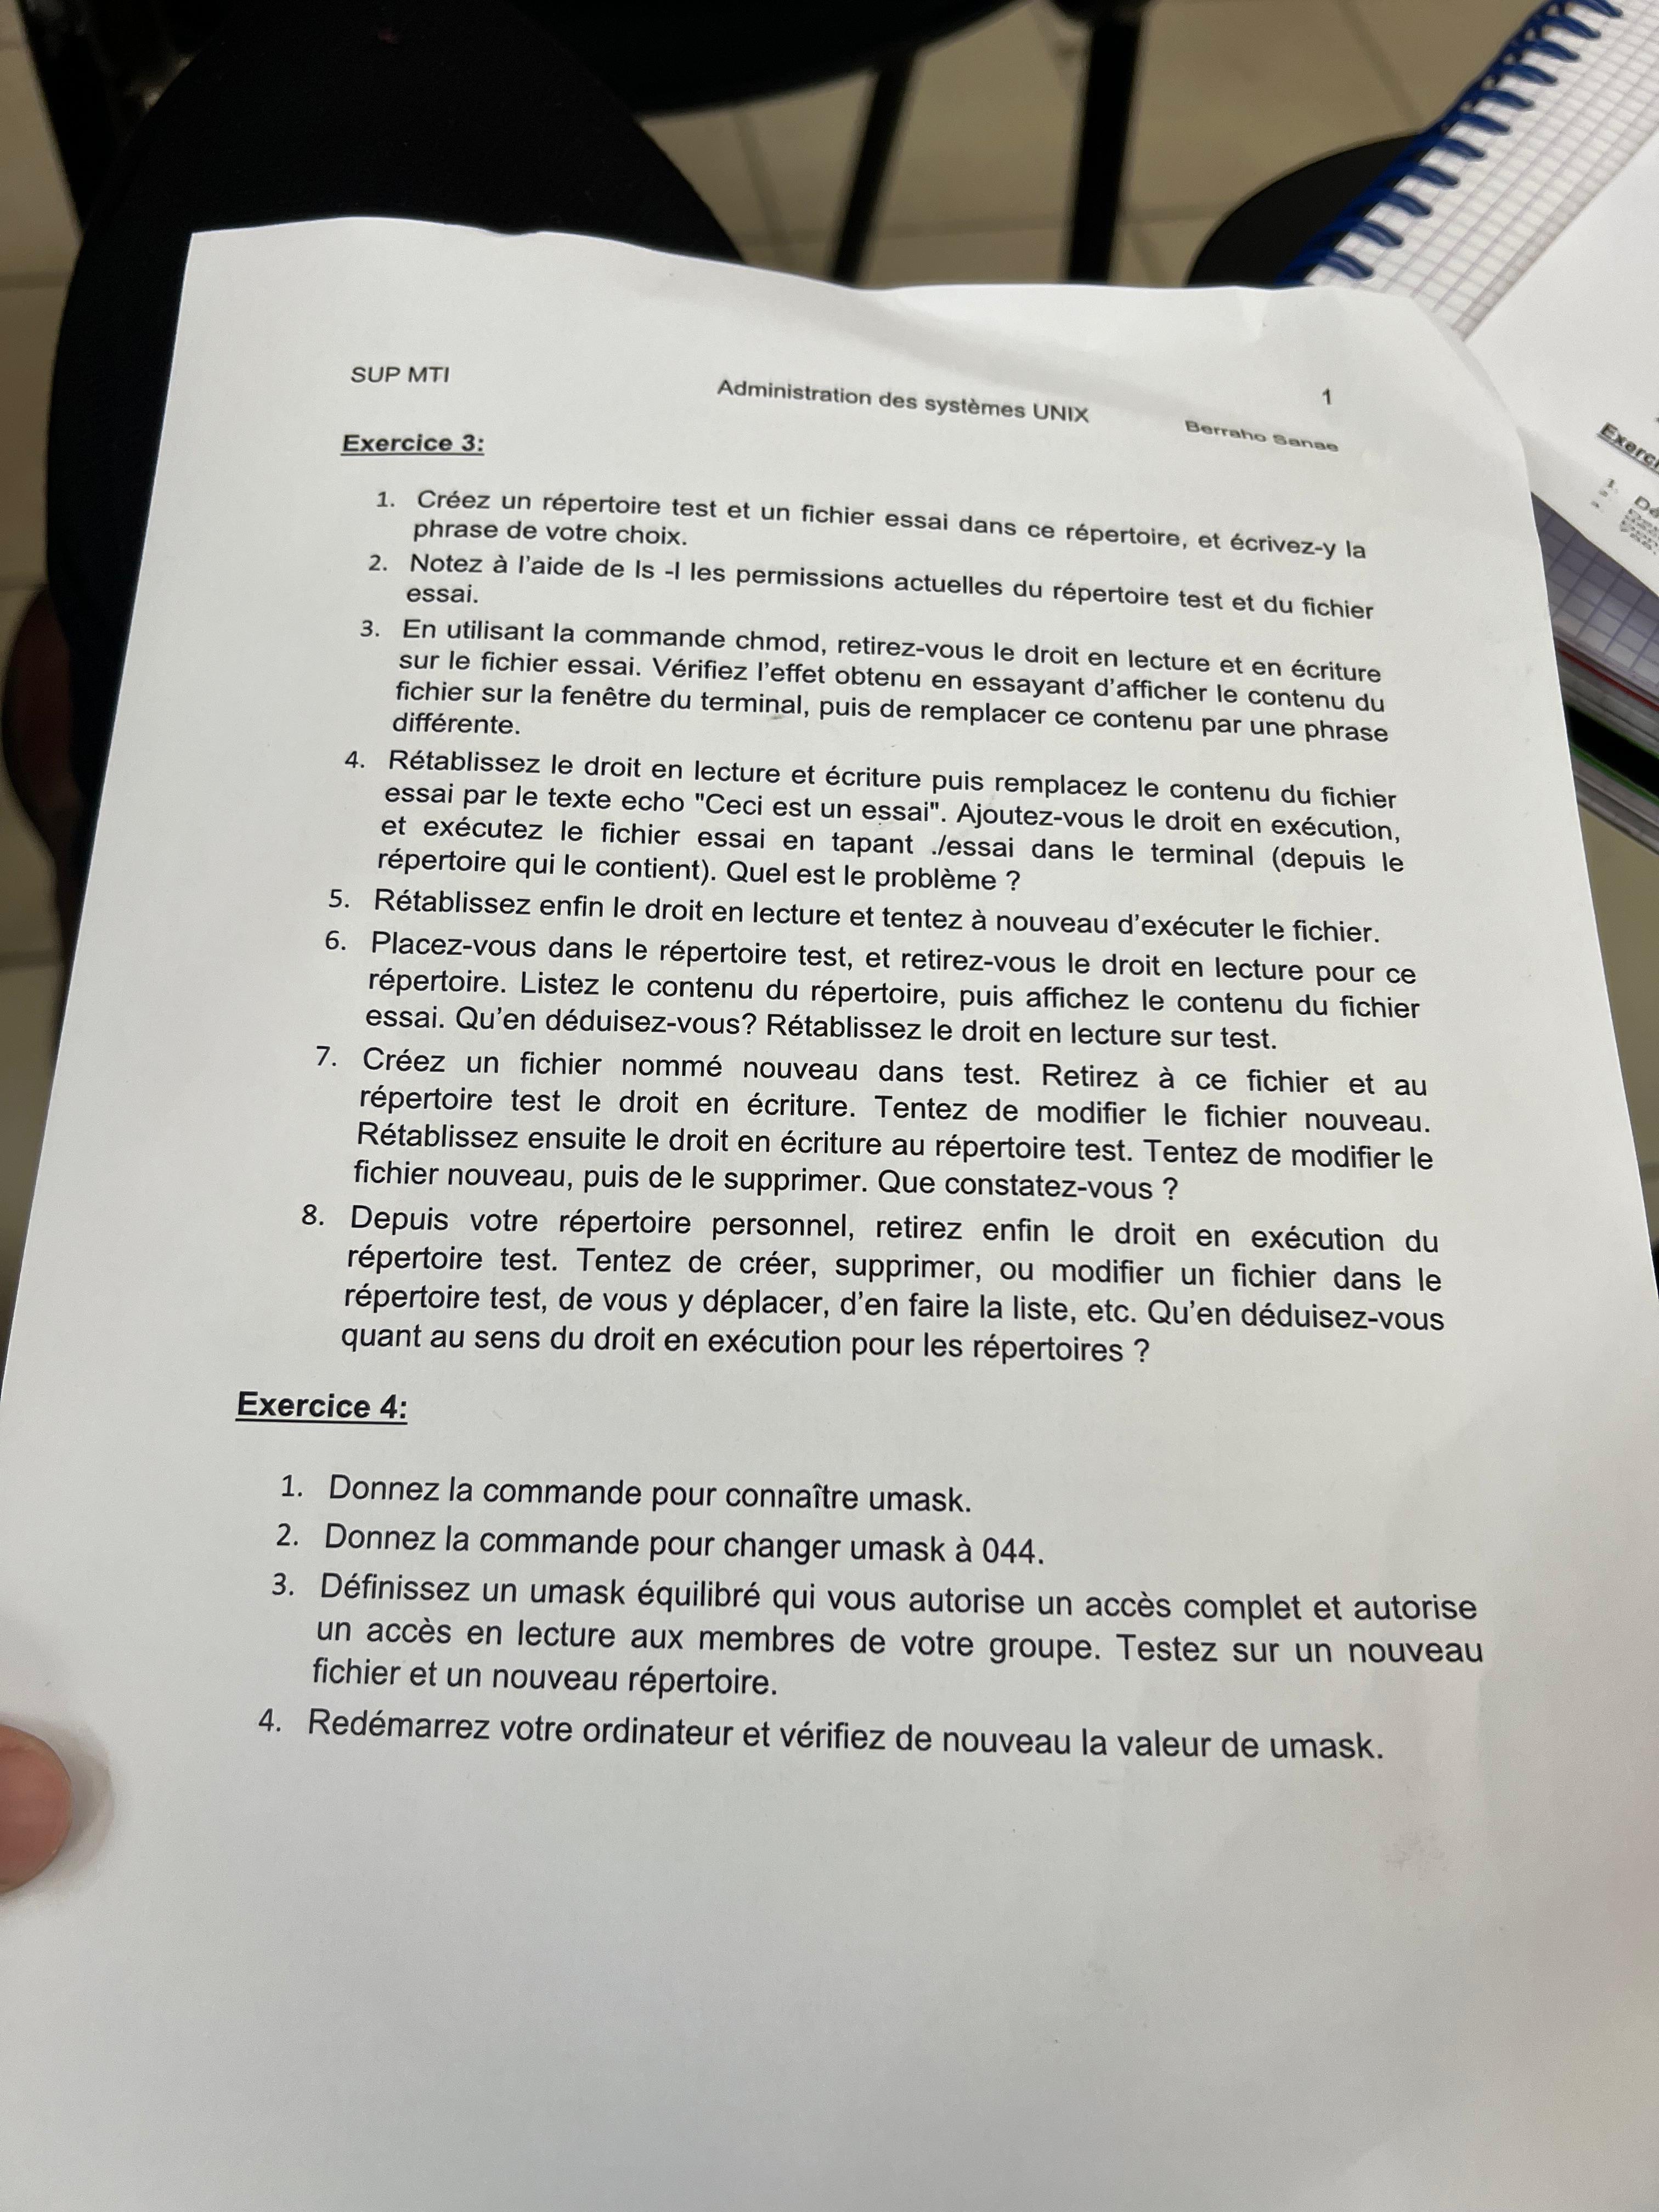 SUP MTI
Administration des systèmes UNIX
1
Berraho Sanae
Exercice 3:
1. Créez un répertoire test et un fichier essai dans ce répertoire, et écrivez-y la
phrase de votre choix.
2. Notez à l'aide de ls -l les permissions actuelles du répertoire test et du fichier
essai.
3. En utilisant la commande chmod, retirez-vous le droit en lecture et en écriture
sur le fichier essai. Vérifiez l'effet obtenu en essayant d'afficher le contenu du
fichier sur la fenêtre du terminal, puis de remplacer ce contenu par une phrase
différente.
4. Rétablissez le droit en lecture et écriture puis remplacez le contenu du fichier
essai par le texte echo "Ceci est un essai". Ajoutez-vous le droit en exécution,
et exécutez le fichier essai en tapant ./essai dans le terminal (depuis le
répertoire qui le contient). Quel est le problème ?
5. Rétablissez enfin le droit en lecture et tentez à nouveau d'exécuter le fichier.
6. Placez-vous dans le répertoire test, et retirez-vous le droit en lecture pour ce
répertoire. Listez le contenu du répertoire, puis affichez le contenu du fichier
essai. Qu'en déduisez-vous? Rétablissez le droit en lecture sur test.
7. Créez un fichier nommé nouveau dans test. Retirez à ce fichier et au
répertoire test le droit en écriture. Tentez de modifier le fichier nouveau.
Rétablissez ensuite le droit en écriture au répertoire test. Tentez de modifier le
fichier nouveau, puis de le supprimer. Que constatez-vous ?
8. Depuis votre répertoire personnel, retirez enfin le droit en exécution du
répertoire test. Tentez de créer, supprimer, ou modifier un fichier dans le
répertoire test, de vous y déplacer, d'en faire la liste, etc. Qu'en déduisez-vous
quant au sens du droit en exécution pour les répertoires ?
Exercice 4:
1. Donnez la commande pour connaître umask.
2. Donnez la commande pour changer umask à 044.
3. Définissez un umask équilibré qui vous autorise un accès complet et autorise
un accès en lecture aux membres de votre groupe. Testez sur un nouveau
fichier et un nouveau répertoire.
4. Redémarrez votre ordinateur et vérifiez de nouveau la valeur de umask.
Exerci
1. Dé